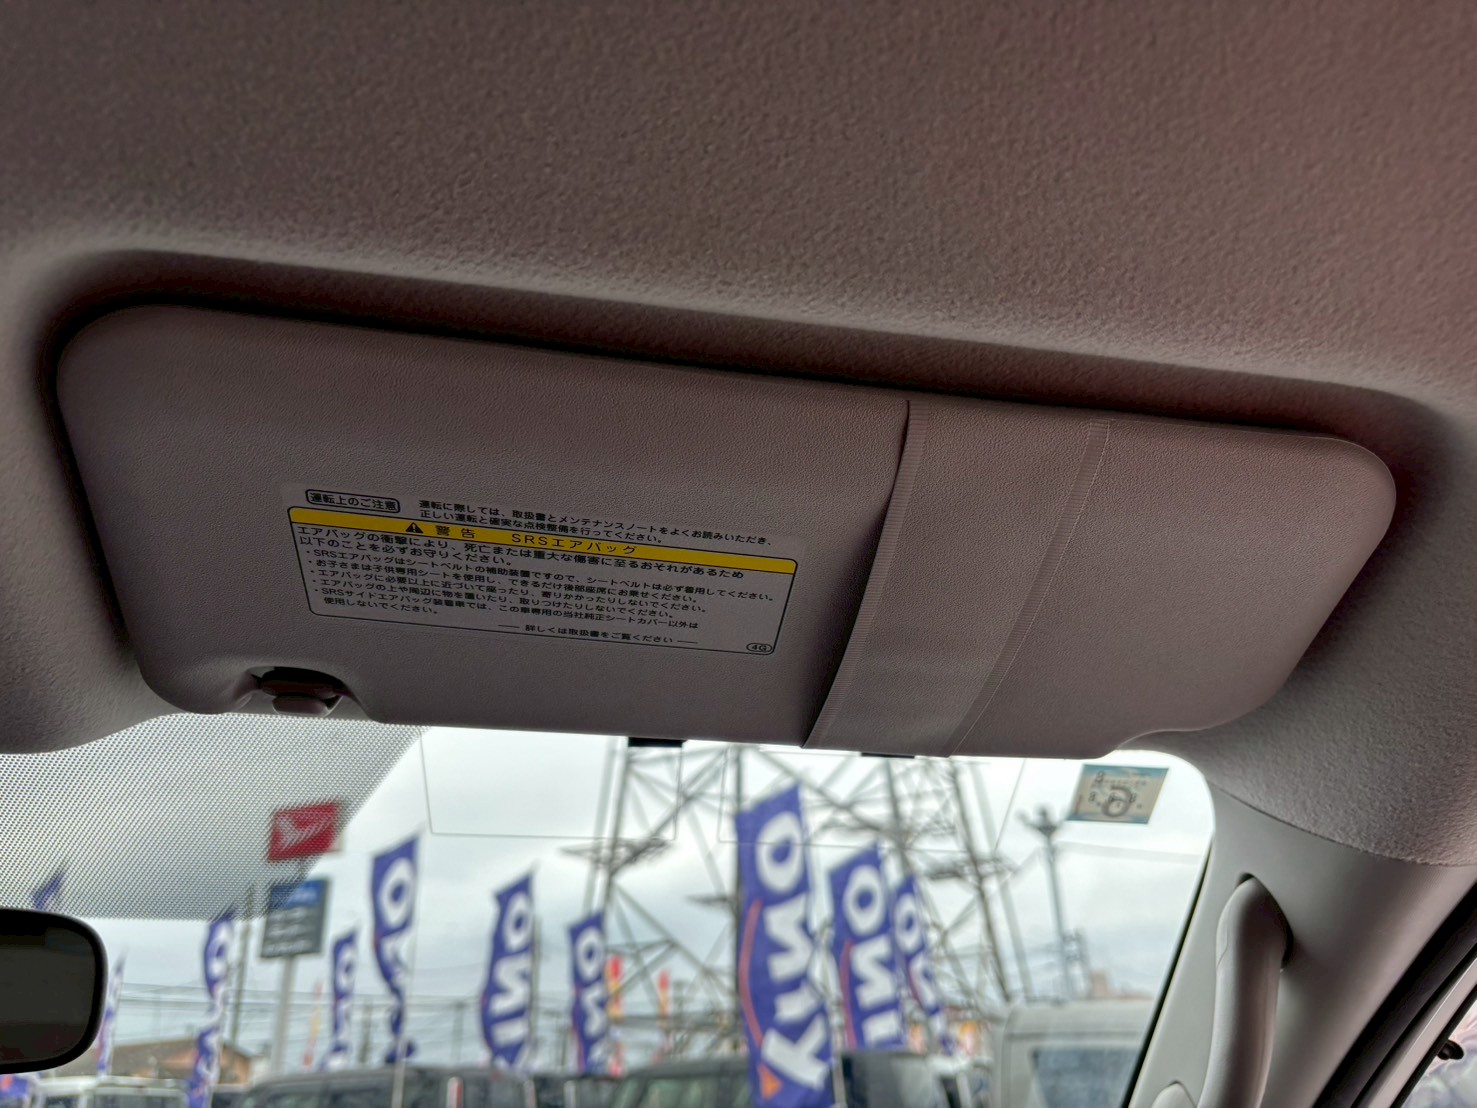 運転上のご注意
運転に際しては、取扱書とメンテナンスノートをよくお読みいただき、
正しい運転と確実な点検整備を行ってください。
警告 SRSエアバッグ
エアバッグの衝撃により、死亡または重大な傷害に至るおそれがあるため
以下のことを必ずお守りください。
・SRSエアバッグはシートベルトの補助装置ですので、シートベルトは必ず着用してください。
・お子さまは子供専用シートを使用し、できるだけ後部座席にお乗せください。
・エアバッグに必要以上に近づいて座ったり、寄りかかったりしないでください。
・エアバッグの上や周辺に物を置いたり、取りつけたりしないでください。
・SRSサイドエアバッグ装着車では、この車専用の当社純正シートカバー以外は
使用しないでください。
詳しくは取扱書をご覧ください
4G
8
6